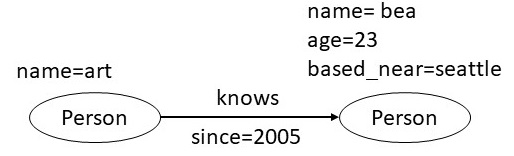 name= bea
age=23
based_near=seattle
name=art
knows
Person
Person
since=2005